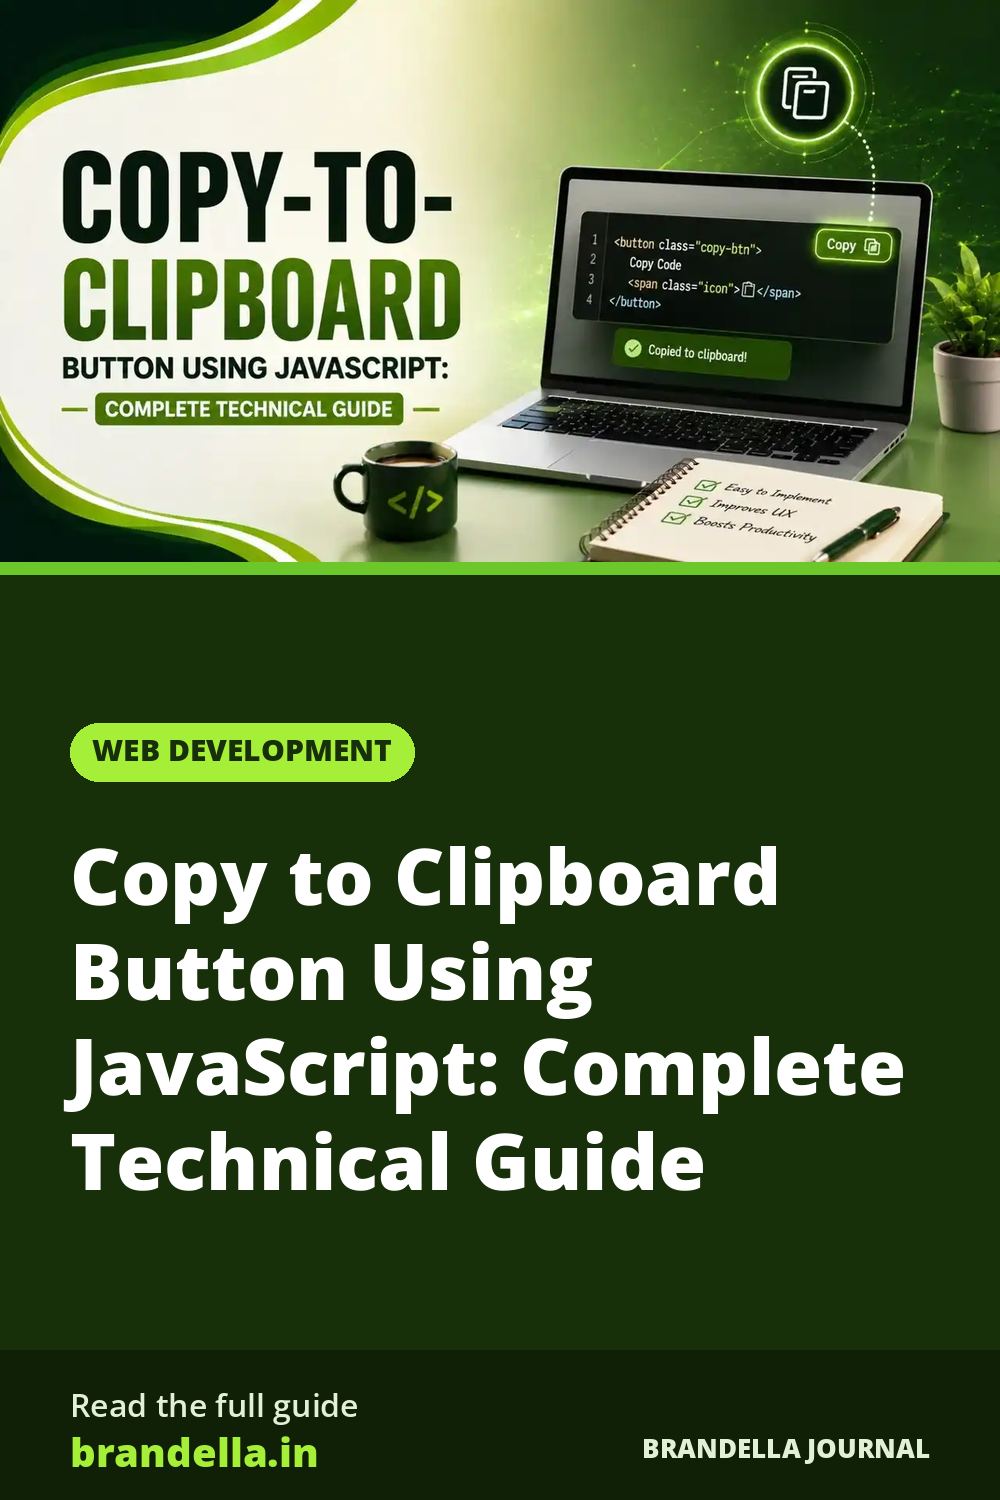 COPY-TO-
CLIPBOARD
BUTTON USING JAVASCRIPT:
COMPLETE TECHNICAL GUIDE
1 <button class="copy-btn">
2 Copy Code
3 <span class="icon"></span>
4 </button>
Copy
Copied to clipboard!
</>
Easy to Implement
Improves UX
Boosts Productivity
WEB DEVELOPMENT
Copy to Clipboard
Button Using
JavaScript: Complete
Technical Guide
Read the full guide
brandella.in
BRANDELLA JOURNAL